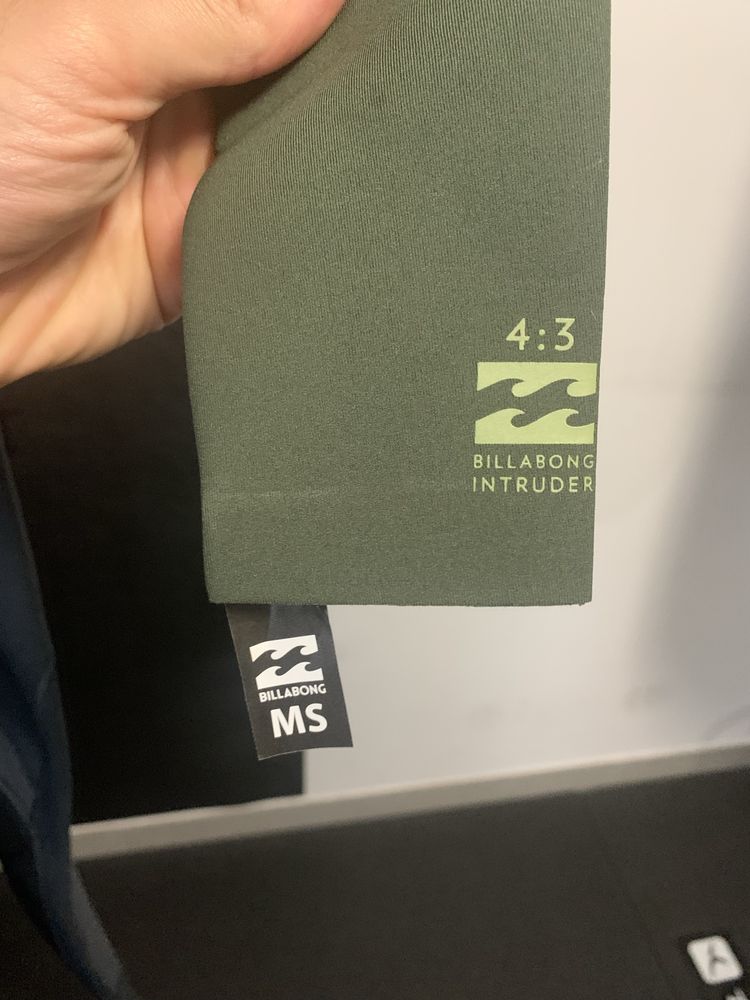 4:3
BILLABONG
INTRUDER
BILLABONG
MS